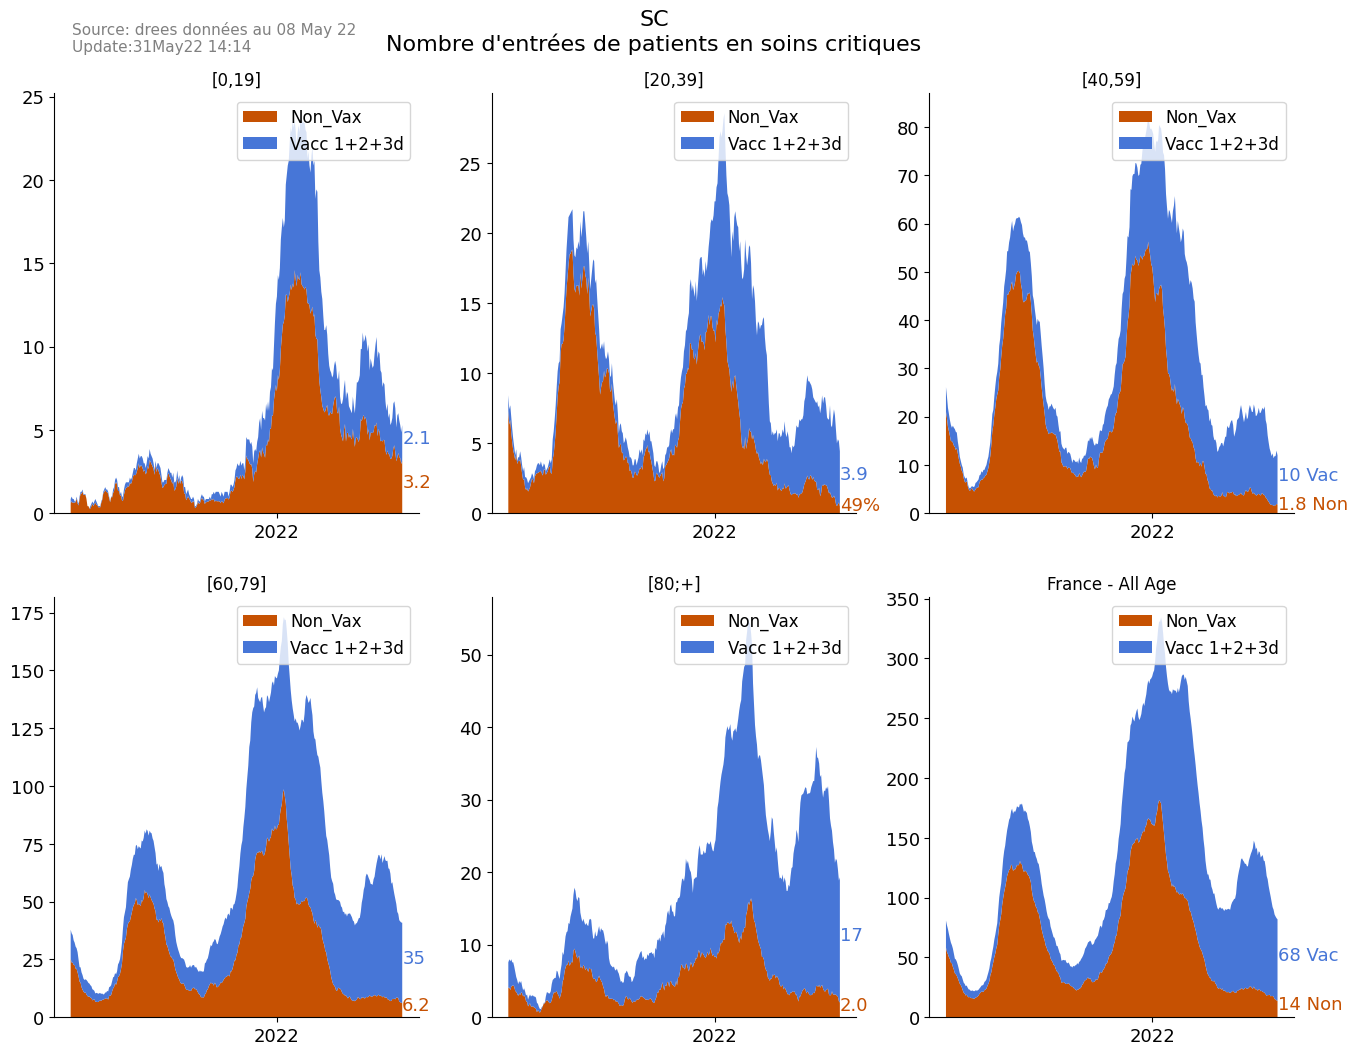 SC
Source: drees données au 08 May 22
Update:31May22 14:14
Nombre d'entrées de patients en soins critiques
[0,19]
Non_Vax
Vacc 1+2+3d
25
20
15
10
5
0
2.1
3.2
2022
[20,39]
Non_Vax
Vacc 1+2+3d
25
20
15
10
5
0
3.9
49%
2022
[40,59]
Non_Vax
Vacc 1+2+3d
80
70
60
50
40
30
20
10
0
10 Vac
1.8 Non
2022
[60,79]
Non_Vax
Vacc 1+2+3d
175
150
125
100
75
50
25
0
35
6.2
2022
[80;+]
Non_Vax
Vacc 1+2+3d
50
40
30
20
10
0
17
2.0
2022
France - All Age
Non_Vax
Vacc 1+2+3d
350
300
250
200
150
100
50
0
68 Vac
14 Non
2022